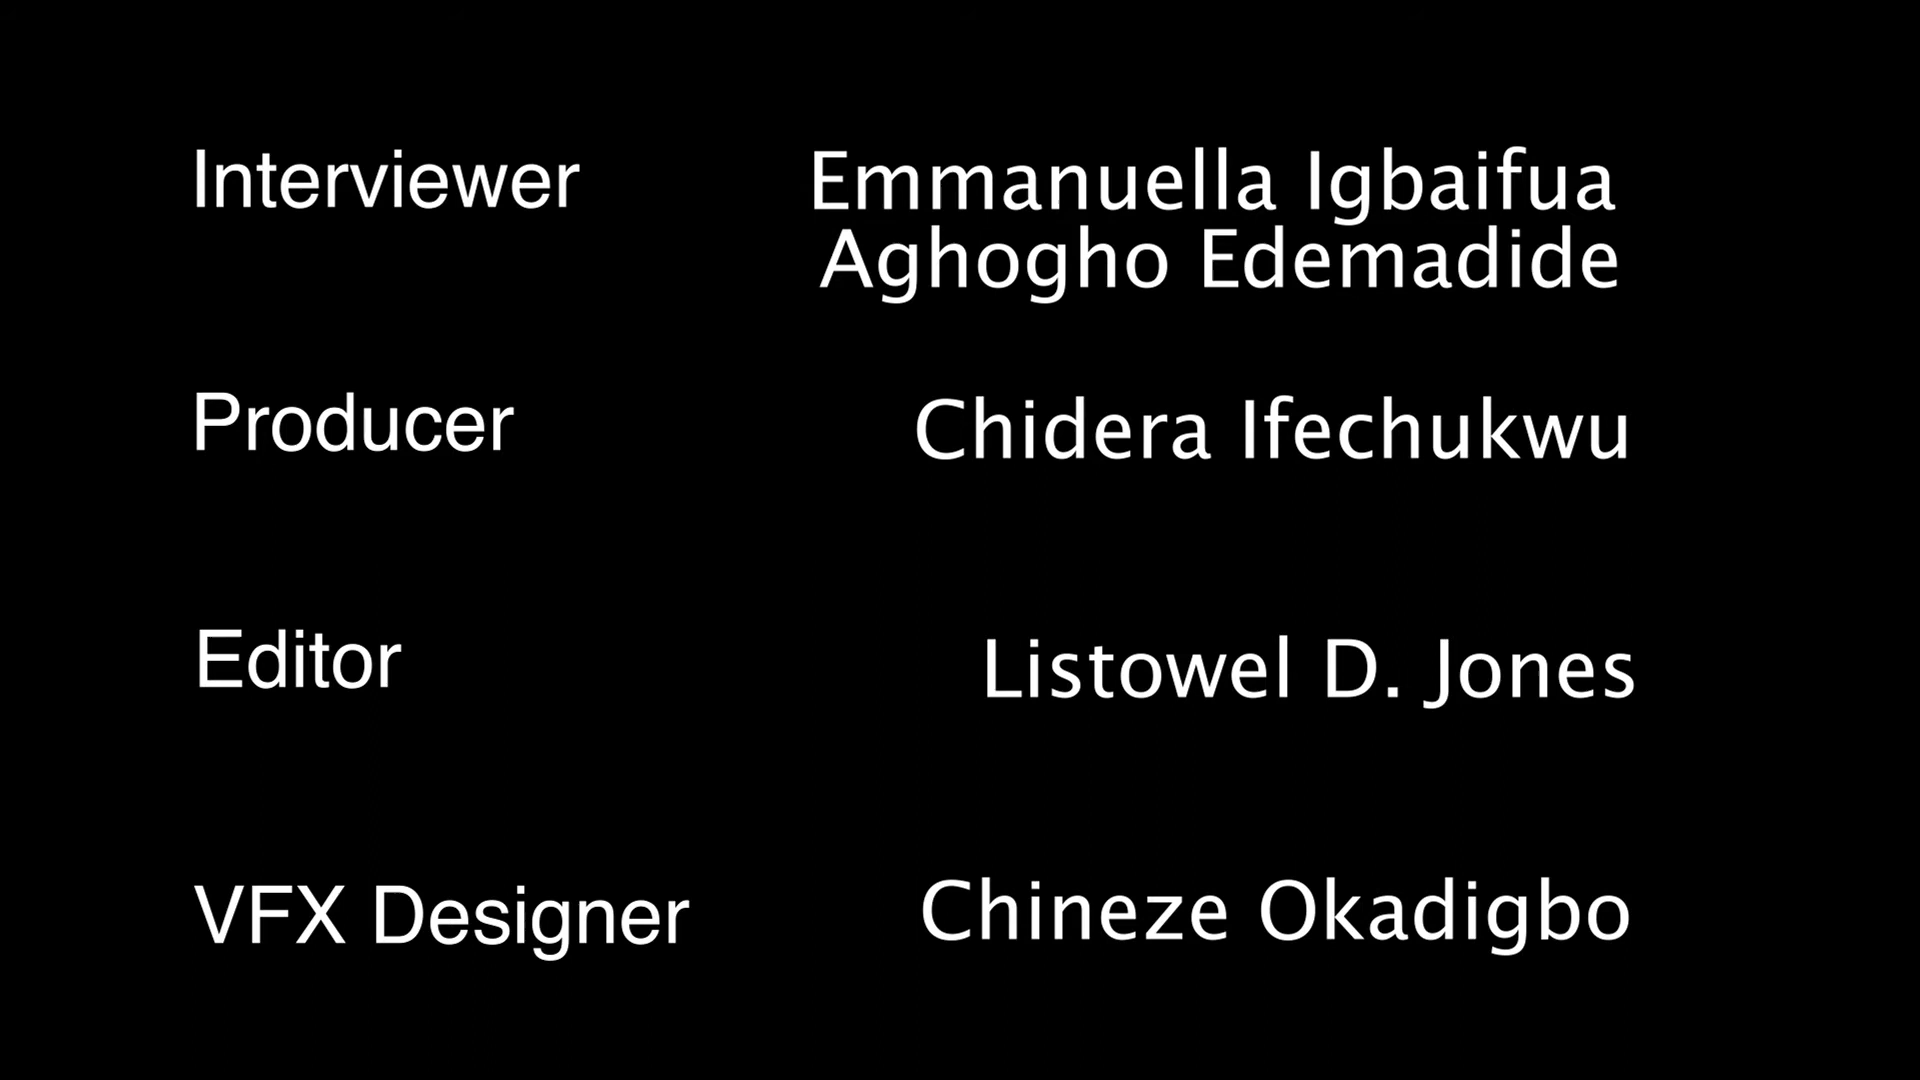 Interviewer Emmanuella Igbaifua
Aghogho Edemadide
Producer Chidera Ifechukwu
Editor Listowel D. Jones
VFX Designer Chineze Okadigbo